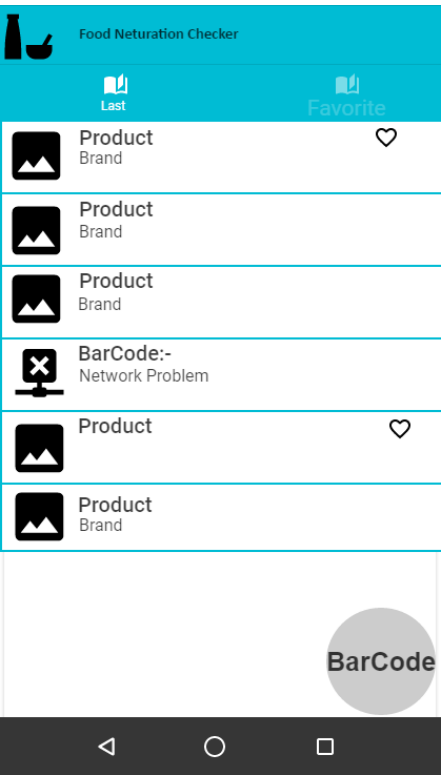 Food Neturation Checker
Last
Favorite
Product
Brand
Product
Brand
Product
Brand
BarCode:-
Network Problem
Product
Product
Brand
BarCode